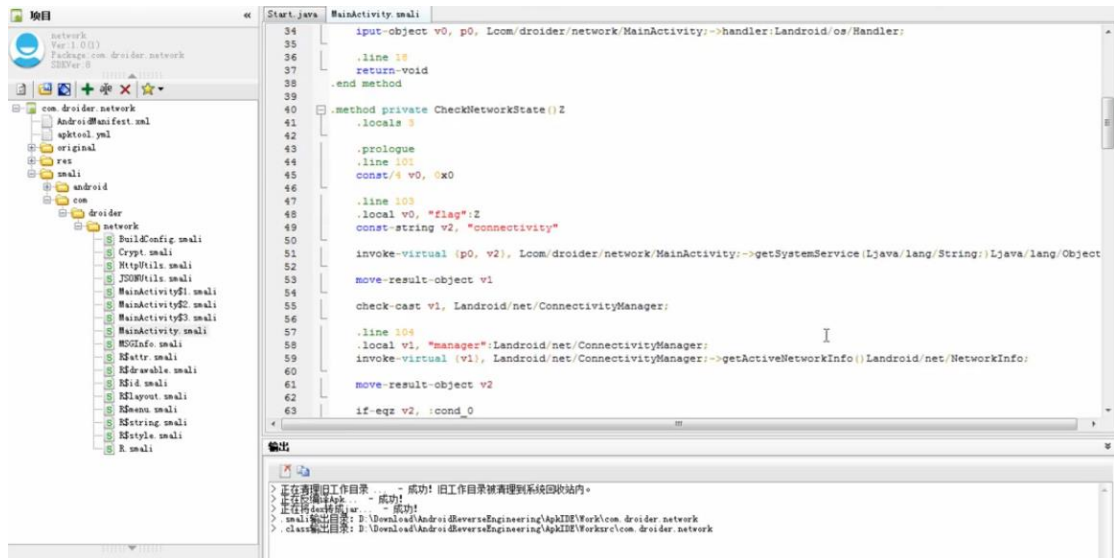 项目
network
Ver:1.0(1)
Package:com.droider.network
SDKVer:8
com.droider.network
AndroidManifest.xml
apktool.yml
original
res
smali
android
com
droider
network
BuildConfig.smali
Crypt.smali
HttpUtils.smali
JSONUtils.smali
MainActivity$1.smali
MainActivity$2.smali
MainActivity$3.smali
MainActivity.smali
MSGInfo.smali
R$attr.smali
R$drawable.smali
R$id.smali
R$layout.smali
R$menu.smali
R$string.smali
R$style.smali
R.smali
Start.java MainActivity.smali
34 iput-object v0, p0, Lcom/droider/network/MainActivity;->handler:Landroid/os/Handler;
35
36 .line 18
37 return-void
38 .end method
39
40 .method private CheckNetworkState()Z
41 .locals 3
42
43 .prologue
44 .line 101
45 const/4 v0, 0x0
46
47 .line 103
48 .local v0, "flag":Z
49 const-string v2, "connectivity"
50
51 invoke-virtual {p0, v2}, Lcom/droider/network/MainActivity;->getSystemService(Ljava/lang/String;)Ljava/lang/Object
52
53 move-result-object v1
54
55 check-cast v1, Landroid/net/ConnectivityManager;
56
57 .line 104
58 .local v1, "manager":Landroid/net/ConnectivityManager;
59 invoke-virtual {v1}, Landroid/net/ConnectivityManager;->getActiveNetworkInfo()Landroid/net/NetworkInfo;
60
61 move-result-object v2
62
63 if-eqz v2, :cond_0
输出
> 正在清理旧工作目录 ... - 成功! 旧工作目录被清理到系统回收站内。
> 正在反编译Apk... - 成功!
> 正在将dex转成jar... - 成功!
> .smali输出目录: D:\Download\AndroidReverseEngineering\ApkIDE\Work\com.droider.network
> .class输出目录: D:\Download\AndroidReverseEngineering\ApkIDE\Worksrc\com.droider.network